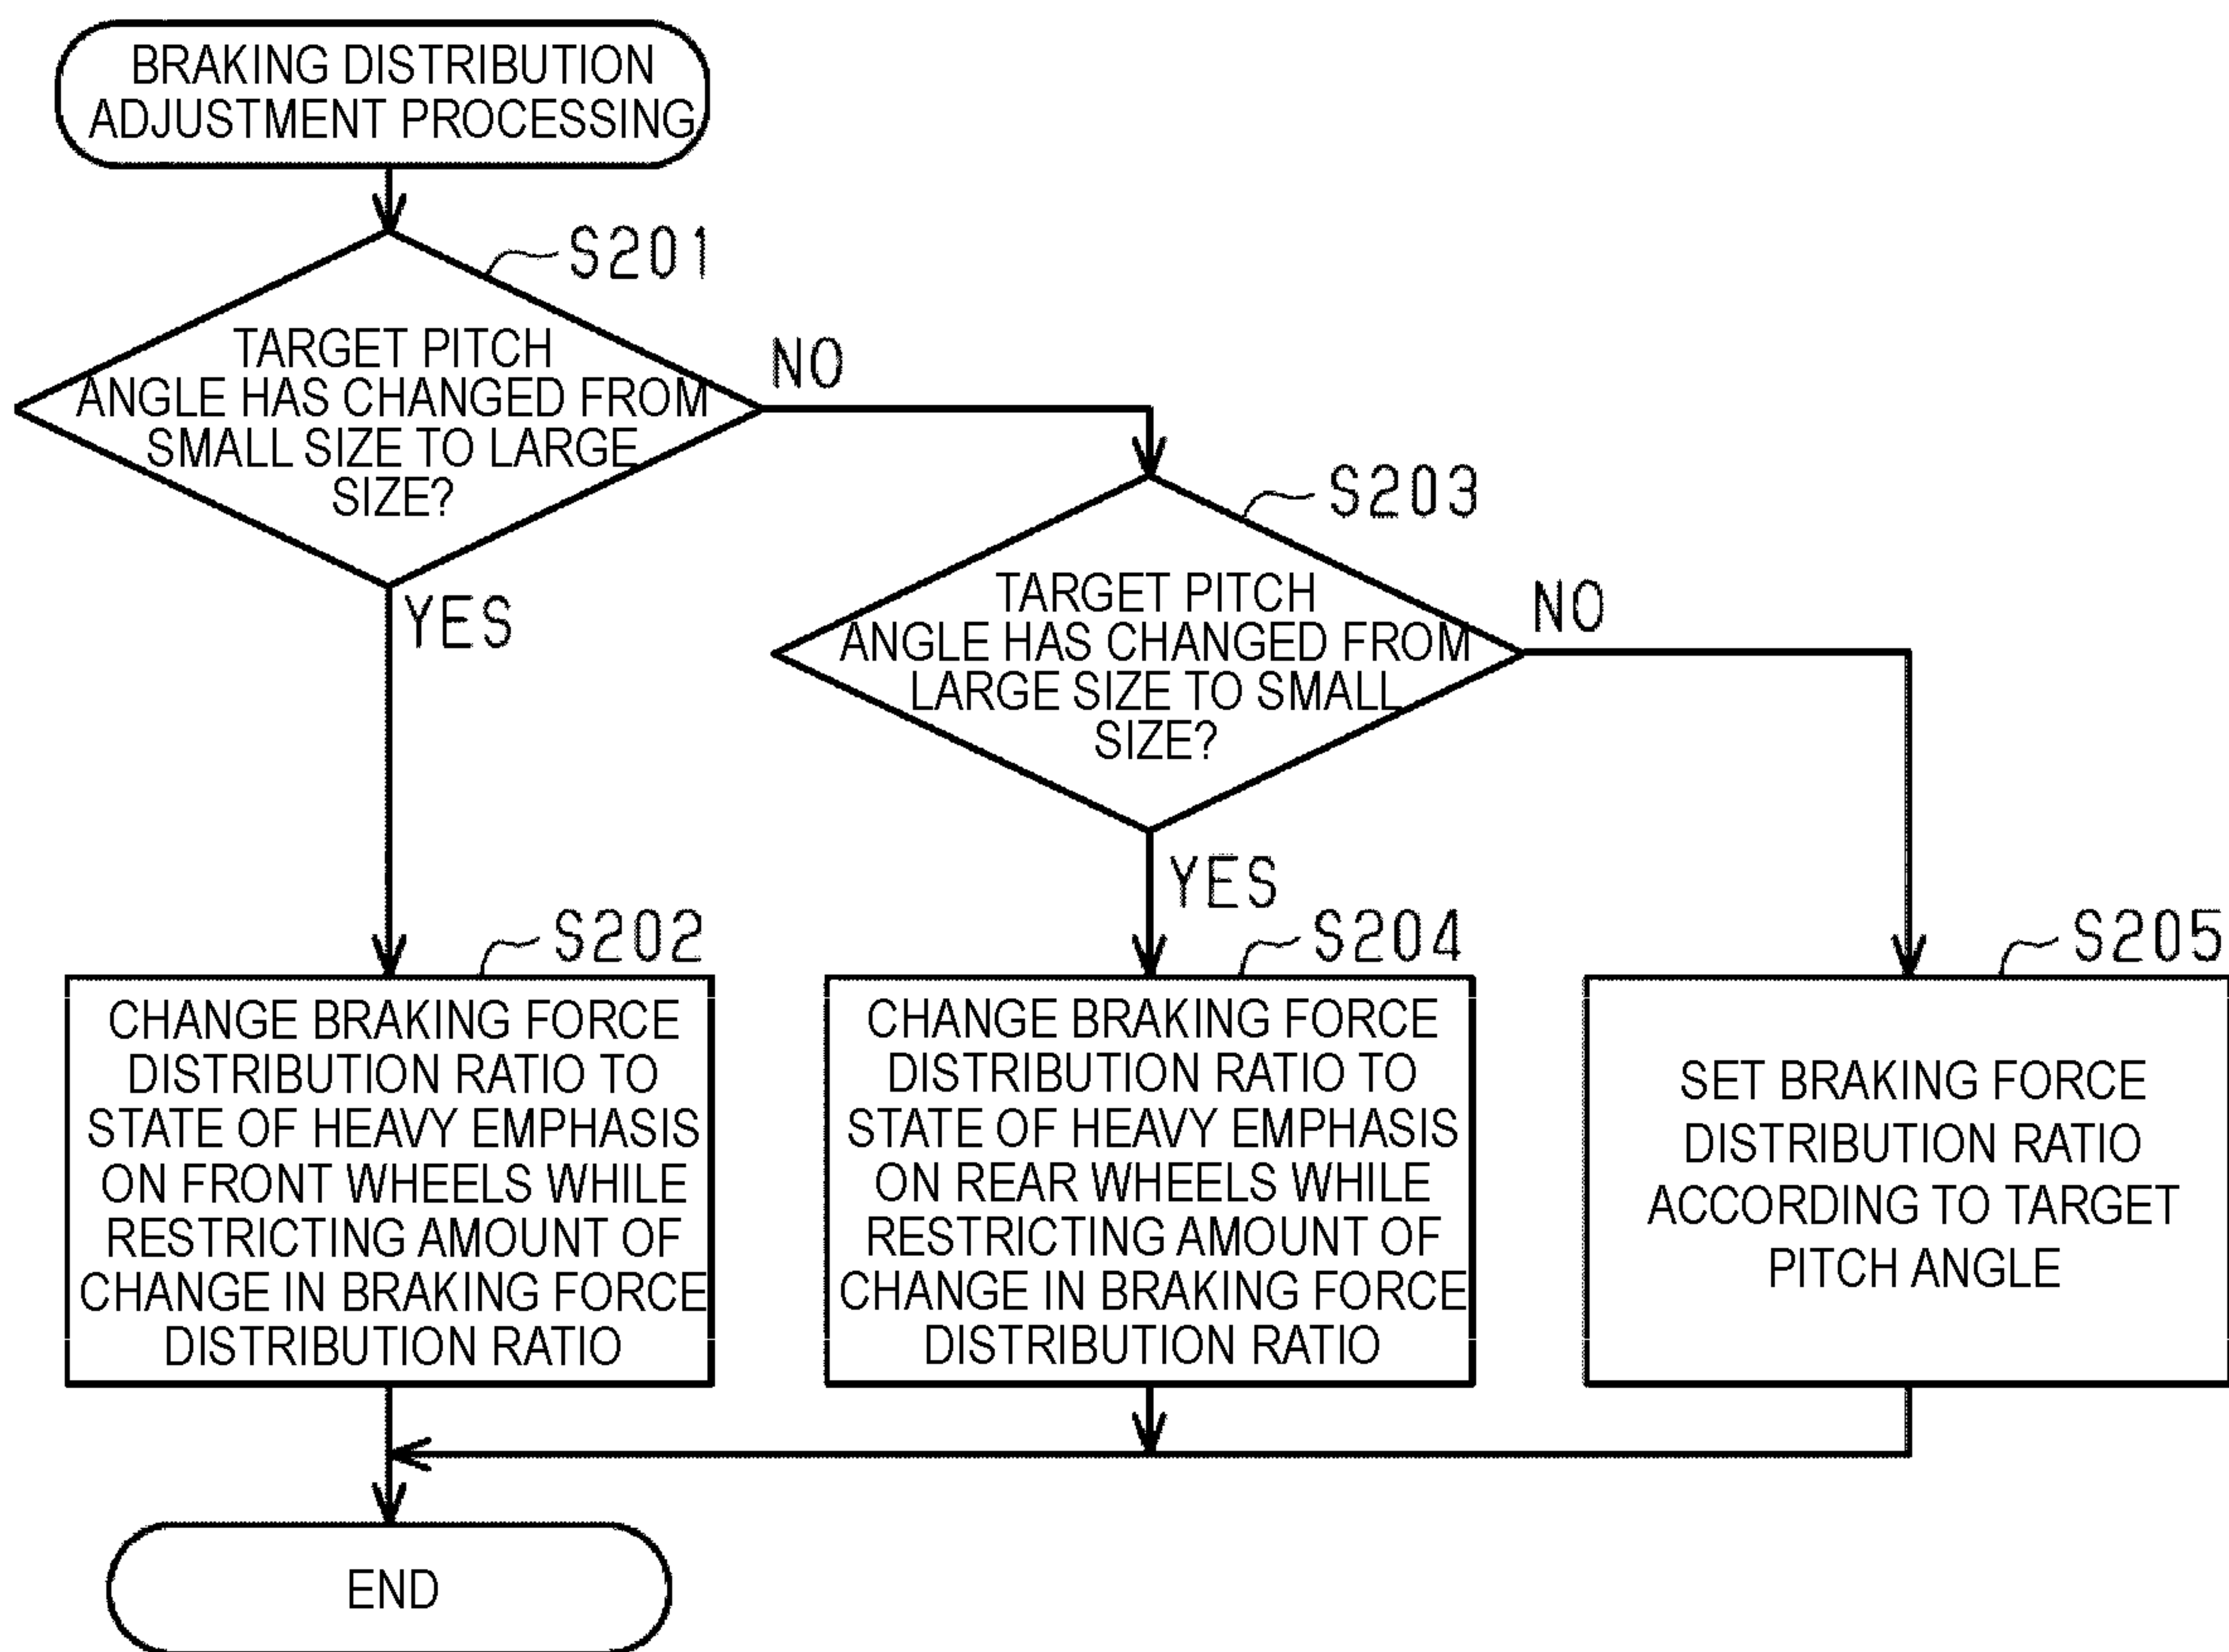 BRAKING DISTRIBUTION
ADJUSTMENT PROCESSING
S201
TARGET PITCH
ANGLE HAS CHANGED FROM
SMALL SIZE TO LARGE
SIZE?
NO
YES
S203
TARGET PITCH
ANGLE HAS CHANGED FROM
LARGE SIZE TO SMALL
SIZE?
NO
YES
S202
CHANGE BRAKING FORCE
DISTRIBUTION RATIO TO
STATE OF HEAVY EMPHASIS
ON FRONT WHEELS WHILE
RESTRICTING AMOUNT OF
CHANGE IN BRAKING FORCE
DISTRIBUTION RATIO
S204
CHANGE BRAKING FORCE
DISTRIBUTION RATIO TO
STATE OF HEAVY EMPHASIS
ON REAR WHEELS WHILE
RESTRICTING AMOUNT OF
CHANGE IN BRAKING FORCE
DISTRIBUTION RATIO
S205
SET BRAKING FORCE
DISTRIBUTION RATIO
ACCORDING TO TARGET
PITCH ANGLE
END